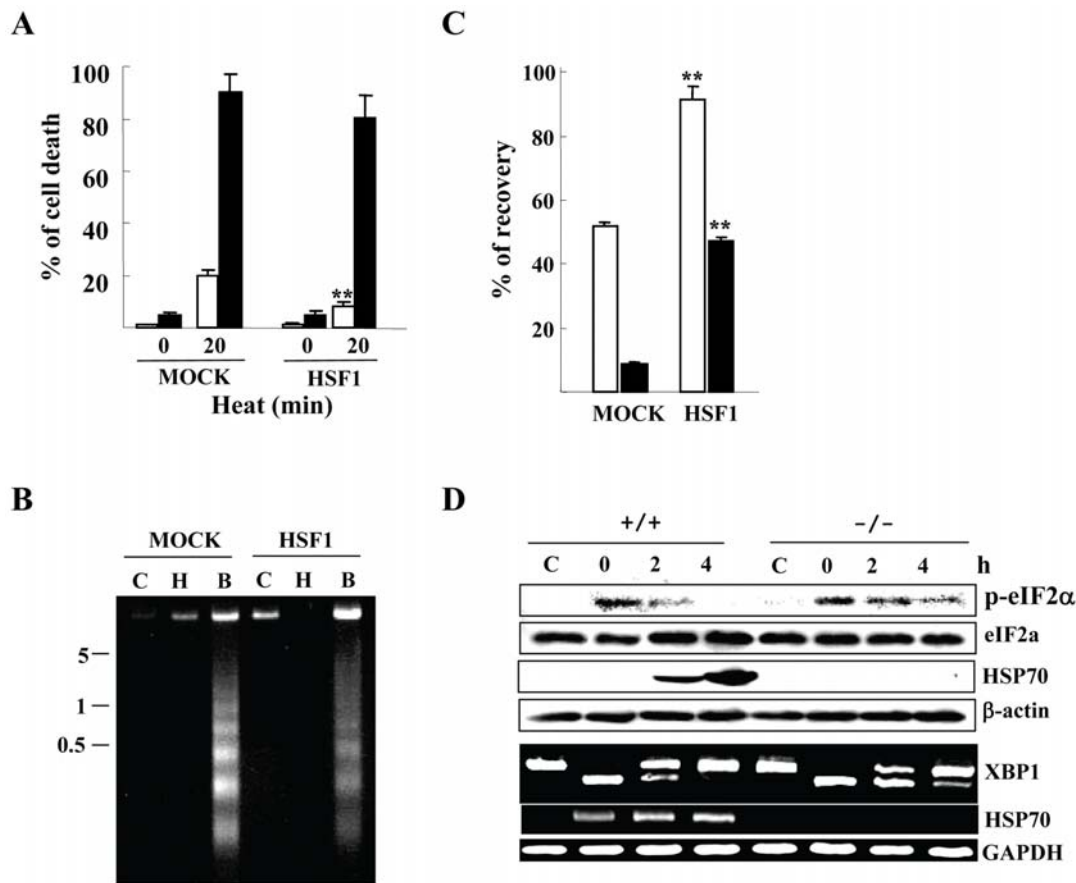 A
% of cell death
100
80
60
40
20
**
0 20 0 20
MOCK HSF1
Heat (min)
C
% of recovery
100
80
60
40
20
**
**
MOCK HSF1
B
MOCK HSF1
C H B C H B
5
1
0.5
D
+/+ -/-
C 0 2 4 C 0 2 4 h
p-eIF2α
eIF2a
HSP70
β-actin
XBP1
HSP70
GAPDH